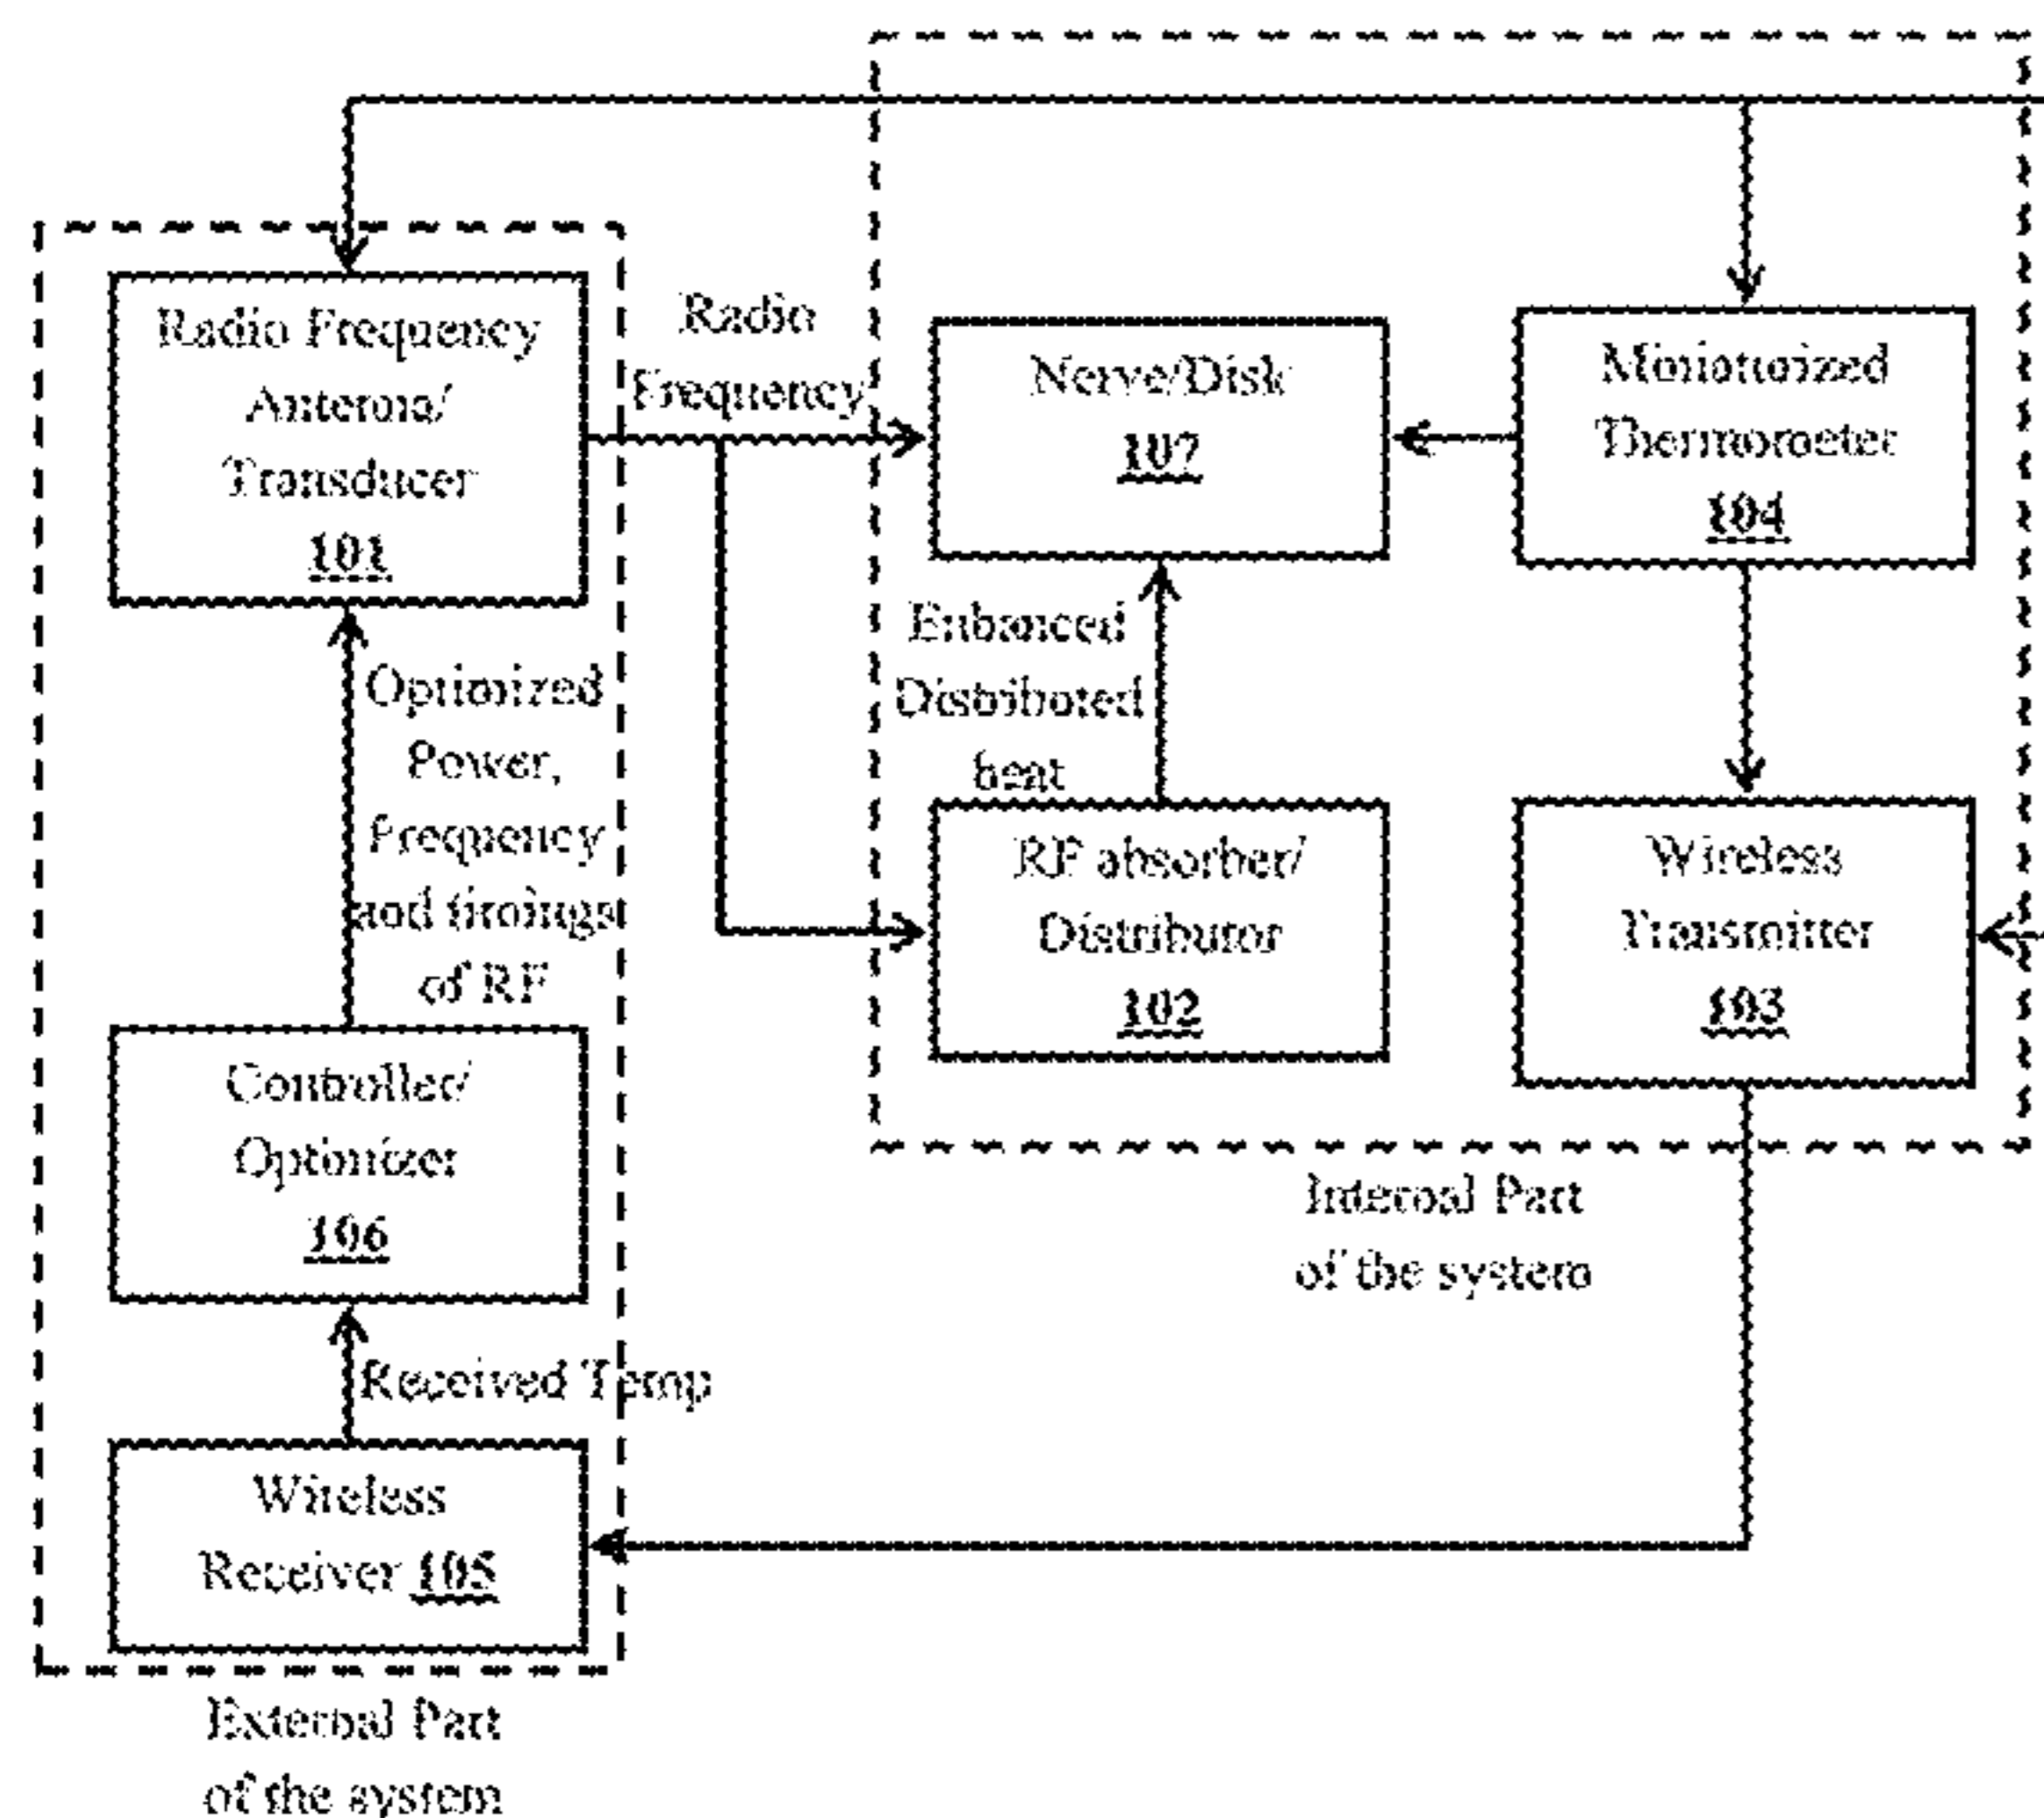 Radio Frequency
Antenna/
Transducer
101
Radio
Frequency
Nerve/Disk
107
Miniaturized
Thermometer
104
Optimized
Power,
Frequency
and timings
of RF
Enhanced
Distributed
heat
RF absorber/
Distributor
102
Wireless
Transmitter
103
Controller/
Optimizer
106
Internal Part
of the system
Received Temp
Wireless
Receiver 105
External Part
of the system